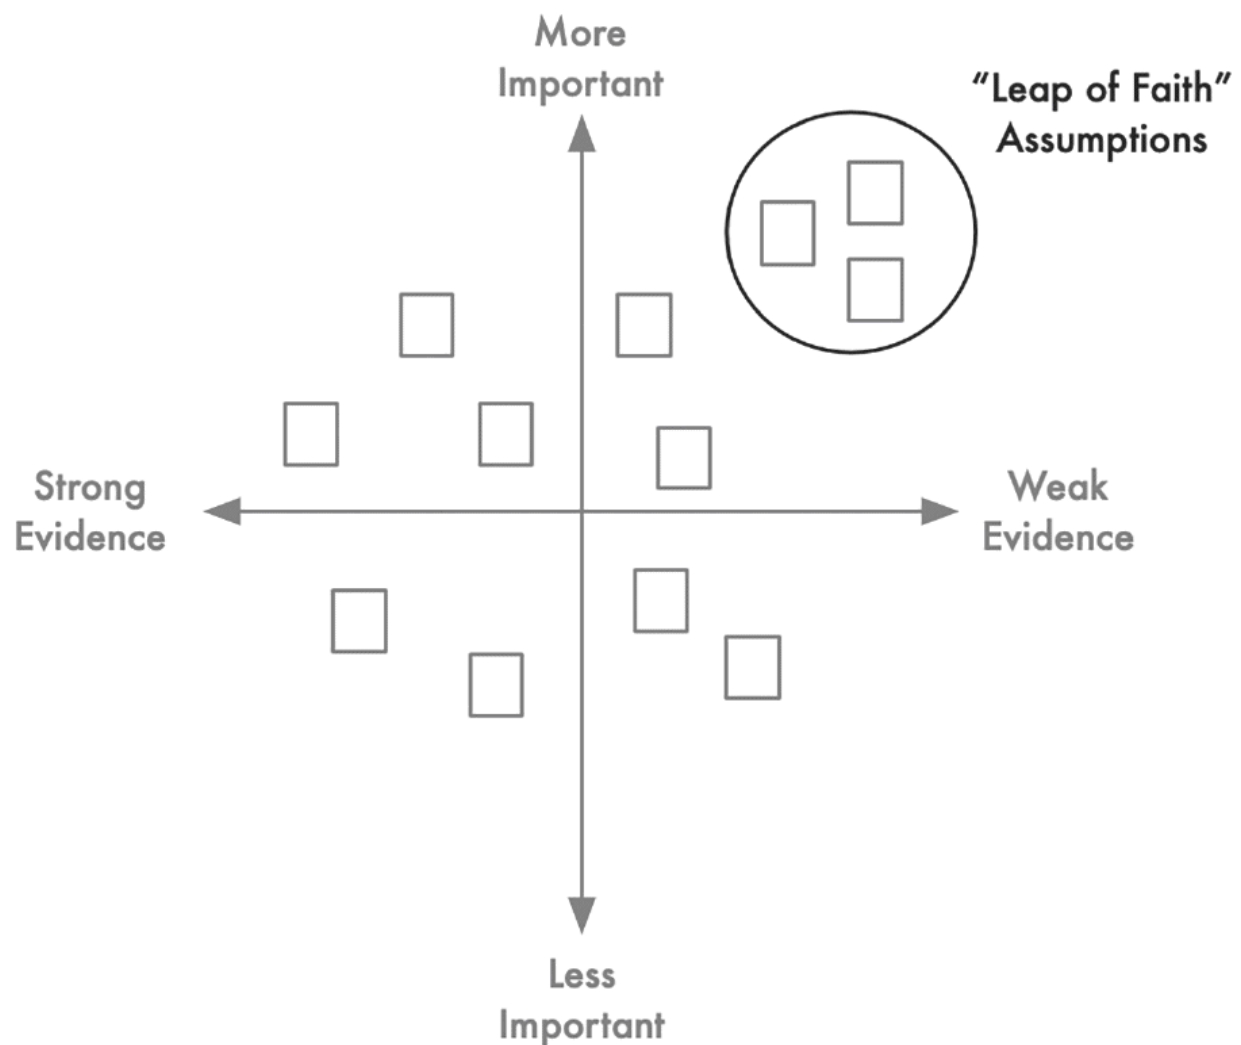 More
Important
“Leap of Faith”
Assumptions
Strong
Evidence
Weak
Evidence
Less
Important